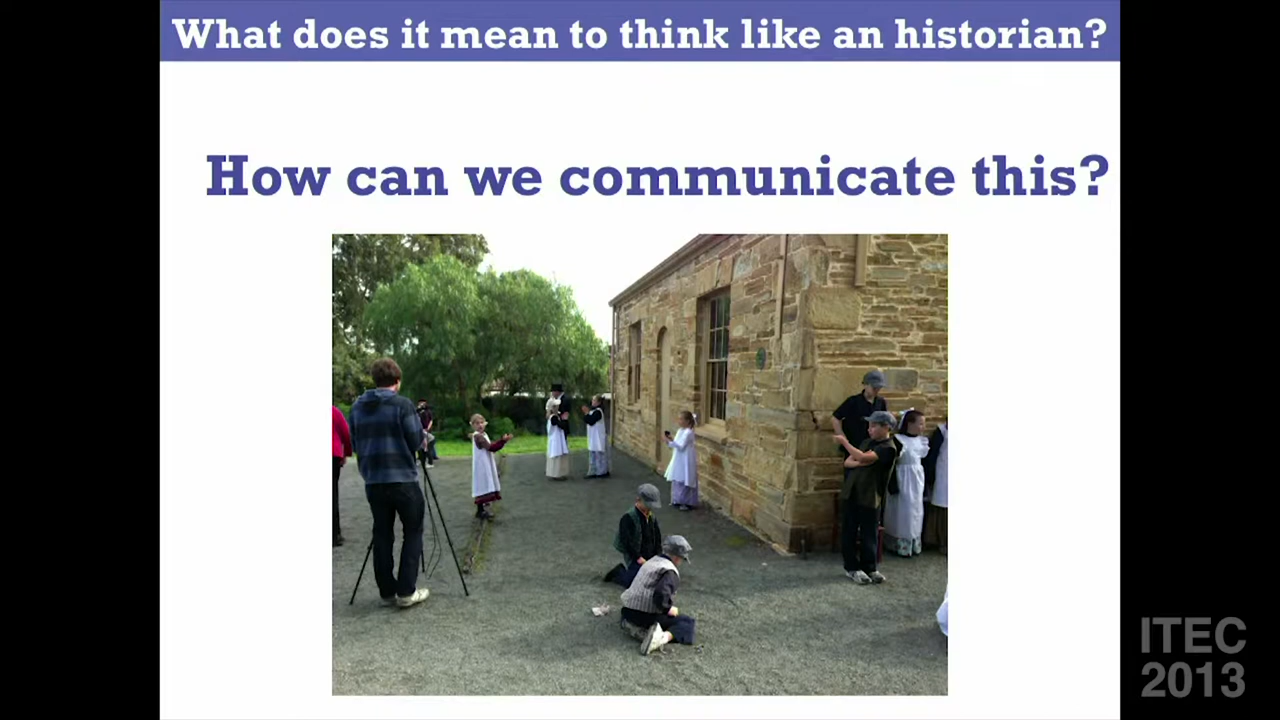 What does it mean to think like an historian?
How can we communicate this?
ITEC
2013